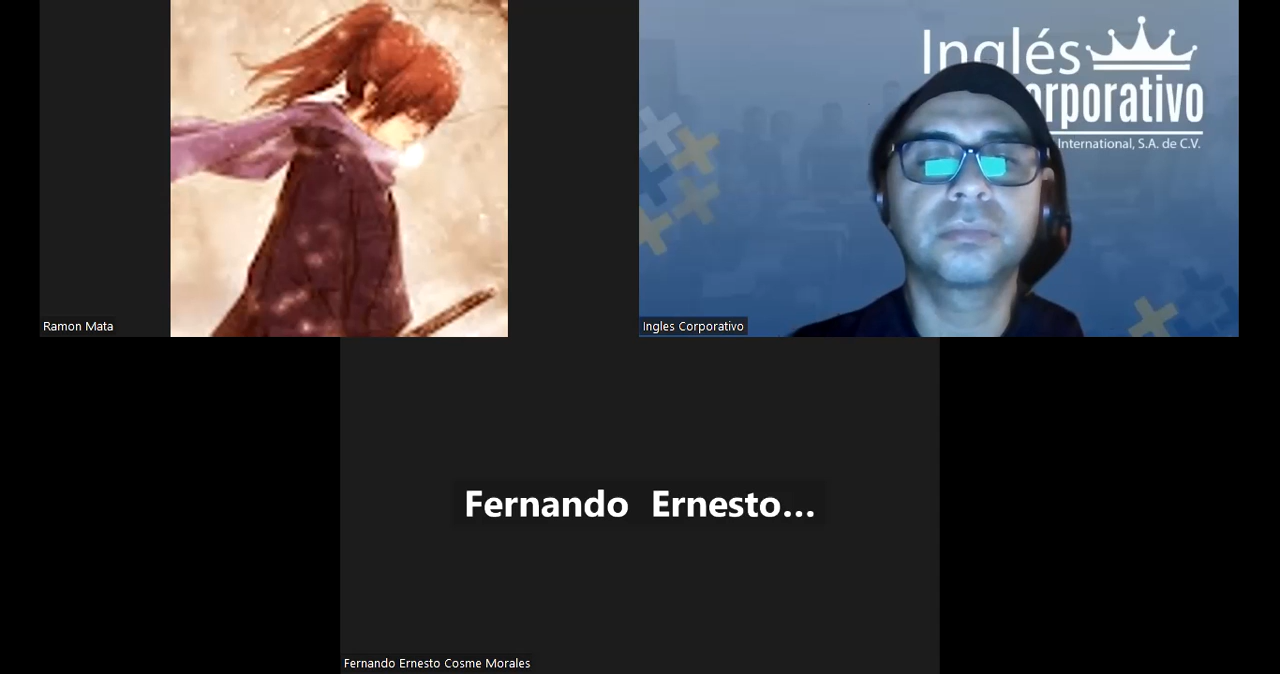 Inglés
orporativo
International, S.A. de C.V.
Ramon Mata
Ingles Corporativo
Fernando Ernesto...
Fernando Ernesto Cosme Morales